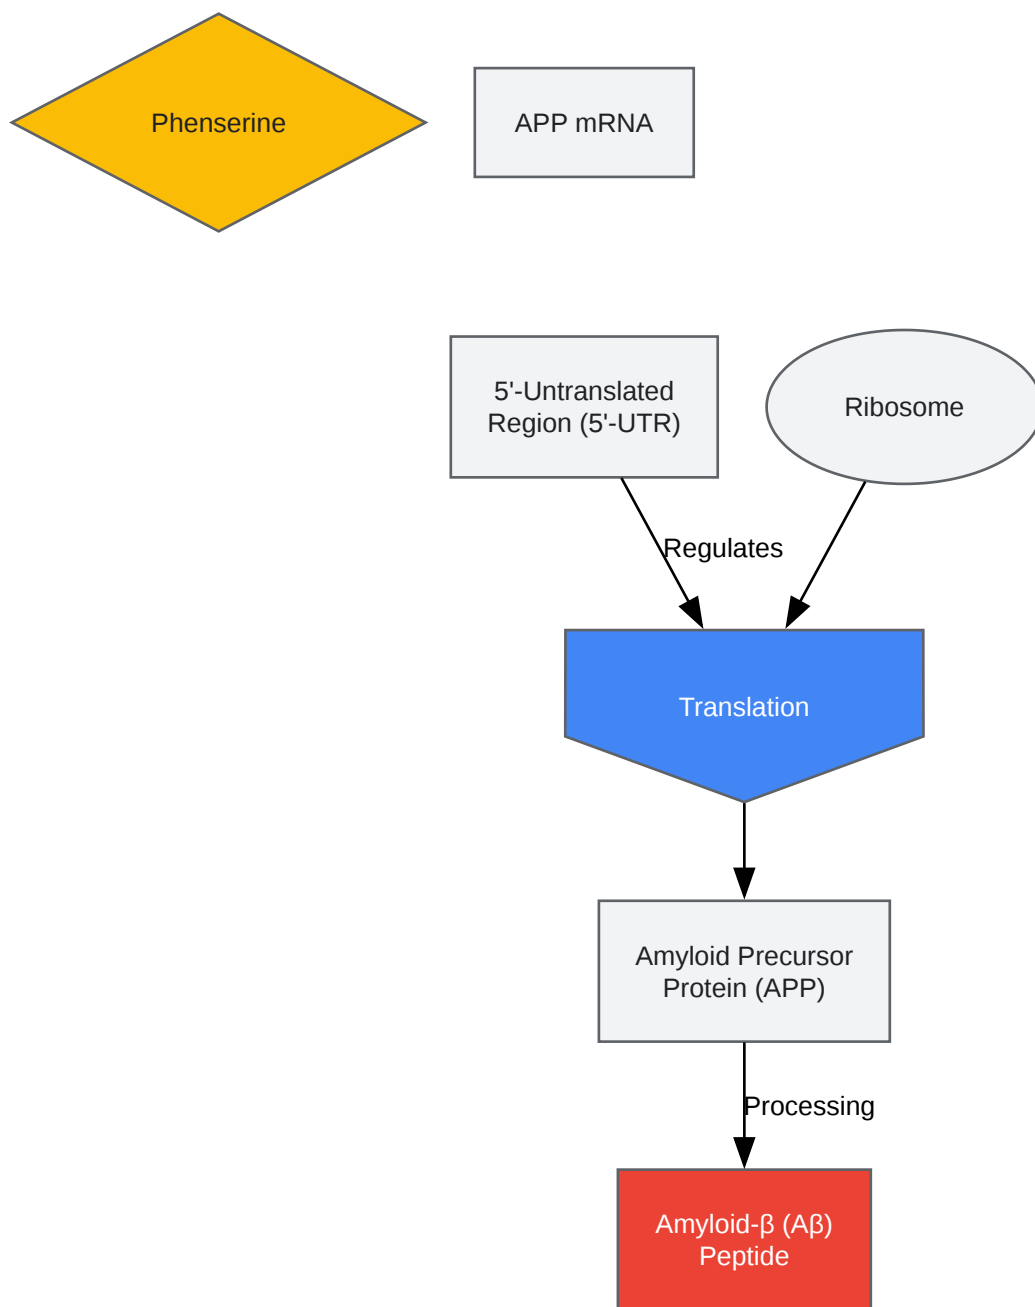 Phenserine
APP mRNA
5'-Untranslated
Region (5'-UTR)
Ribosome
Regulates
Translation
Amyloid Precursor
Protein (APP)
Processing
Amyloid-β (Aβ)
Peptide